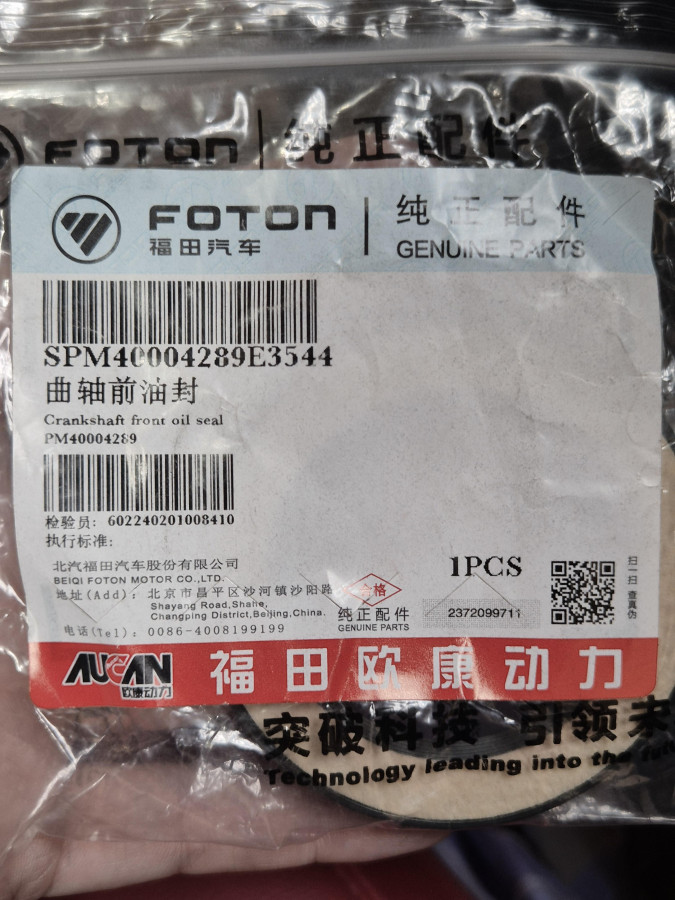 FOTON 纯正配件
FOTON 纯正配件
福田汽车 GENUINE PARTS
SPM40004289E3544
曲轴前油封
Crankshaft front oil seal
PM40004289
检验员: 602240201008410
执行标准:
北汽福田汽车股份有限公司
BEIQI FOTON MOTOR CO.,LTD.
地址(Add): 北京市昌平区沙河镇沙阳路
Shayang Road,Shahe,
Changping District,Beijing,China.
电话(Tel): 0086-4008199199
合格
纯正配件
GENUINE PARTS
1PCS
2372099711
扫一扫 查真伪
AUCAN
欧康动力
福田欧康动力
突破科技 引领未
Technology leading into the